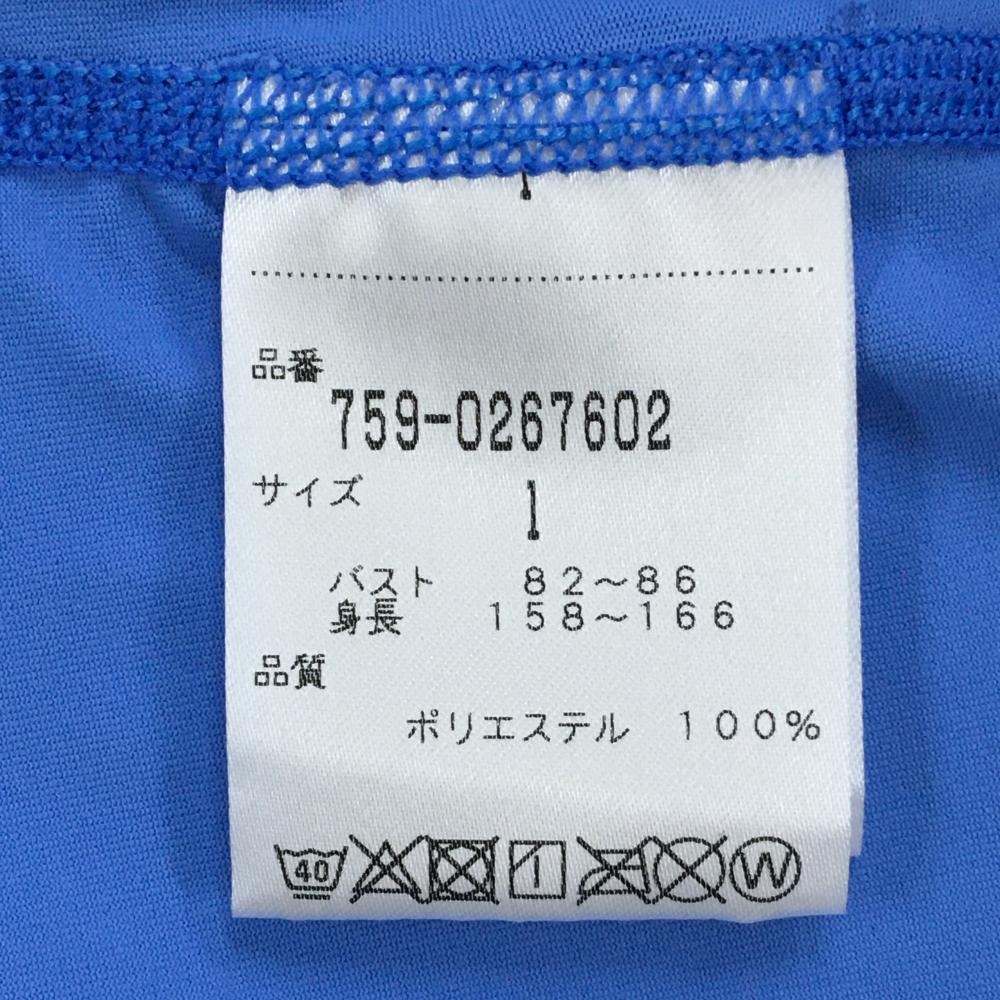 品番
759-0267602
サイズ
1
バスト 82～86
身長 158～166
品質
ポリエステル 100%
40 W